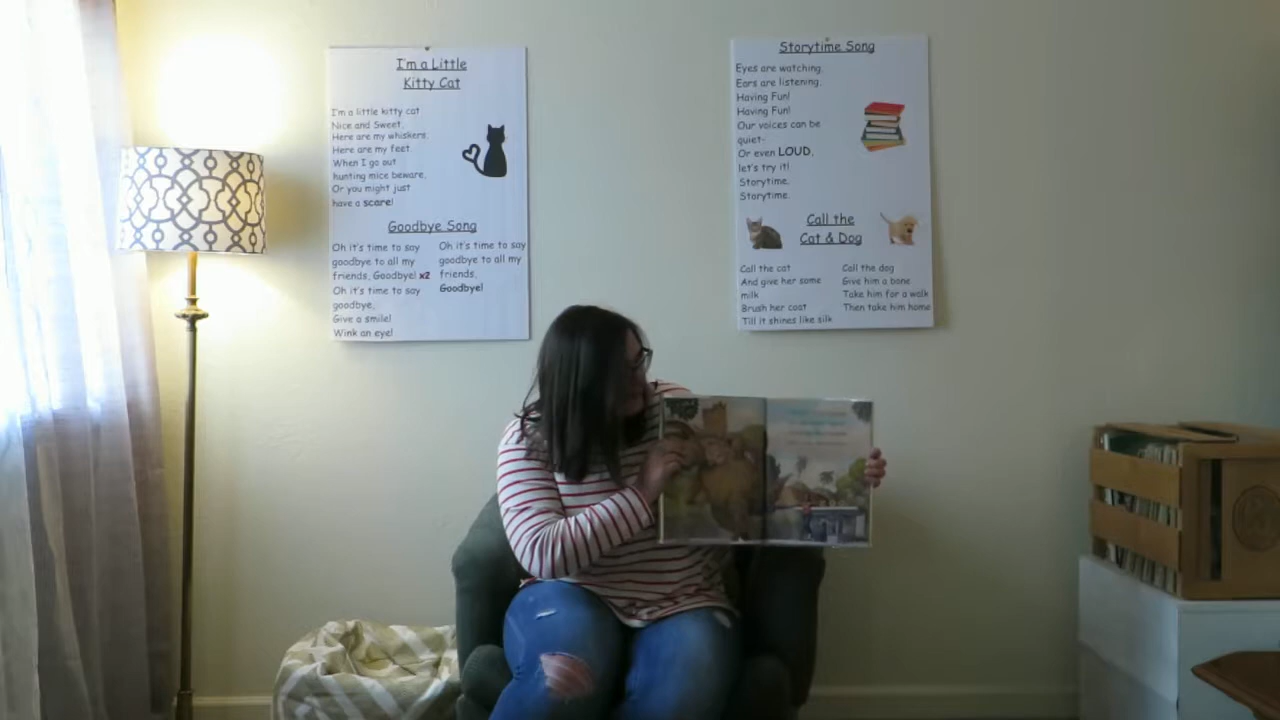 I'm a Little
Kitty Cat
I'm a little kitty cat
Nice and Sweet.
Here are my whiskers,
Here are my feet.
When I go out
hunting mice beware,
Or you might just
have a scare!
Goodbye Song
Oh it's time to say
goodbye to all my
friends, Goodbye! x2
Oh it's time to say
goodbye,
Give a smile!
Wink an eye!
Oh it's time to say
goodbye to all my
friends,
Goodbye!
Storytime Song
Eyes are watching.
Ears are listening.
Having Fun!
Having Fun!
Our voices can be
quiet-
Or even LOUD,
let's try it!
Storytime.
Storytime.
Call the
Cat & Dog
Call the cat
And give her some
milk
Brush her coat
Till it shines like silk
Call the dog
Give him a bone
Take him for a walk
Then take him home